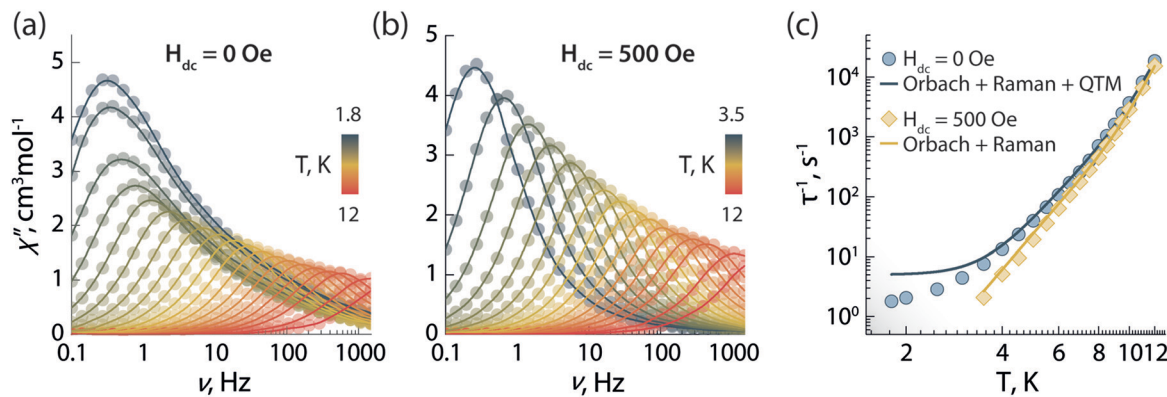 (a)
H_dc = 0 Oe
χ″, cm³mol⁻¹
5
4
3
2
1
0
1.8
T, K
12
0.1 1 10 100 1000
ν, Hz
(b)
H_dc = 500 Oe
5
4
3
2
1
0
3.5
T, K
12
0.1 1 10 100 1000
ν, Hz
(c)
H_dc = 0 Oe
Orbach + Raman + QTM
H_dc = 500 Oe
Orbach + Raman
τ⁻¹, s⁻¹
10⁴
10³
10²
10¹
10⁰
2 4 6 8 10 12
T, K